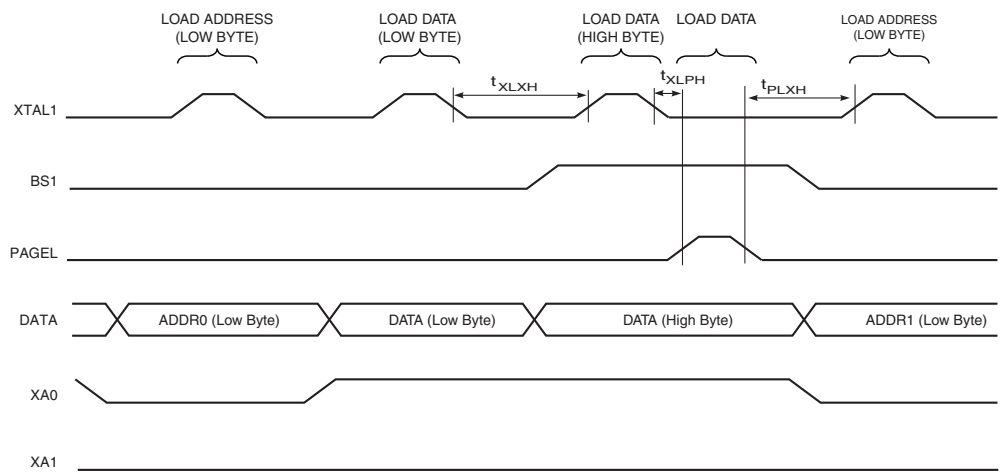 LOAD ADDRESS
(LOW BYTE)
LOAD DATA
(LOW BYTE)
LOAD DATA
(HIGH BYTE)
LOAD DATA
LOAD ADDRESS
(LOW BYTE)
tXLXH
tXLPH
tPLXH
XTAL1
BS1
PAGEL
DATA
ADDR0 (Low Byte)
DATA (Low Byte)
DATA (High Byte)
ADDR1 (Low Byte)
XA0
XA1